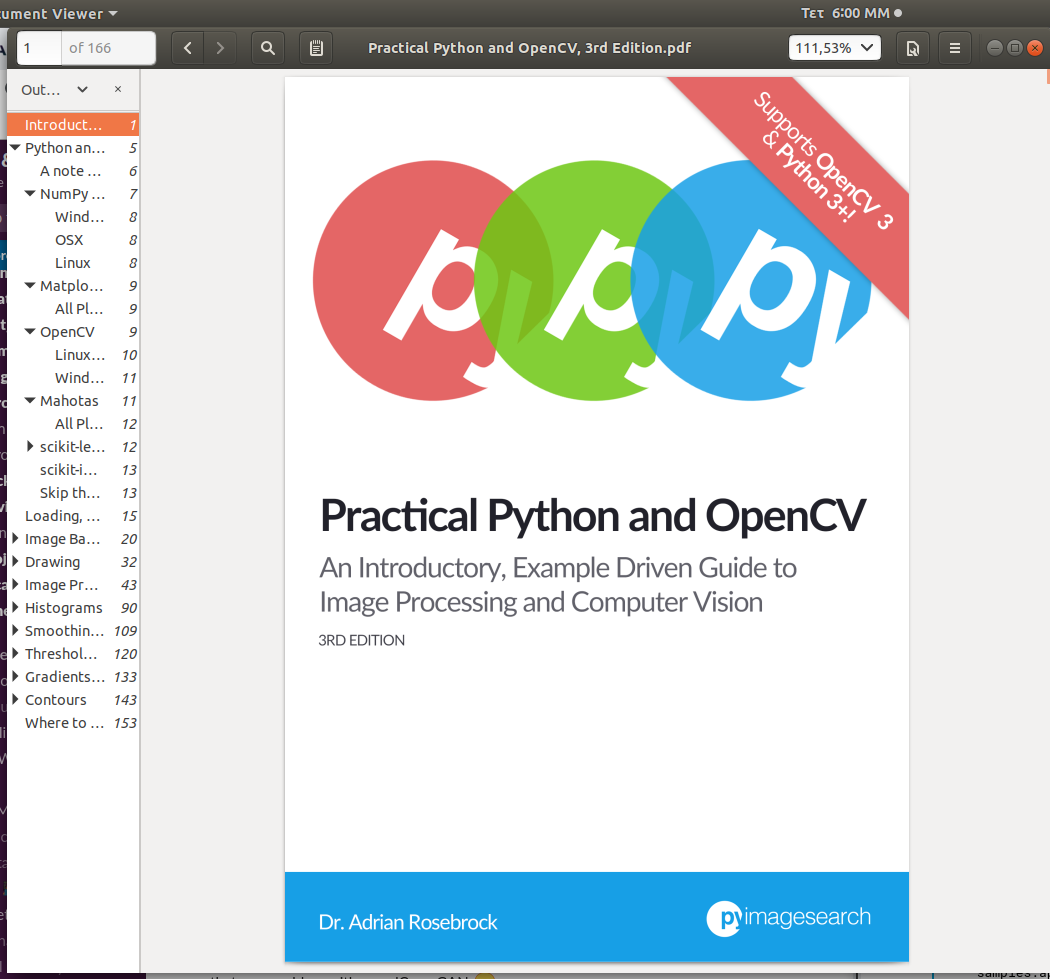 cument Viewer
Τετ 6:00 ΜΜ
1 of 166
Practical Python and OpenCV, 3rd Edition.pdf
111,53%
Out…
Introduct… 1
Python an… 5
A note … 6
NumPy … 7
Wind… 8
OSX 8
Linux 8
Matplo… 9
All Pl… 9
OpenCV 9
Linux… 10
Wind… 11
Mahotas 11
All Pl… 12
scikit-le… 12
scikit-i… 13
Skip th… 13
Loading, … 15
Image Ba… 20
Drawing 32
Image Pr… 43
Histograms 90
Smoothin… 109
Threshol… 120
Gradients… 133
Contours 143
Where to … 153
Supports OpenCV 3
& Python 3+!
py py py
Practical Python and OpenCV
An Introductory, Example Driven Guide to
Image Processing and Computer Vision
3RD EDITION
Dr. Adrian Rosebrock
pyimagesearch